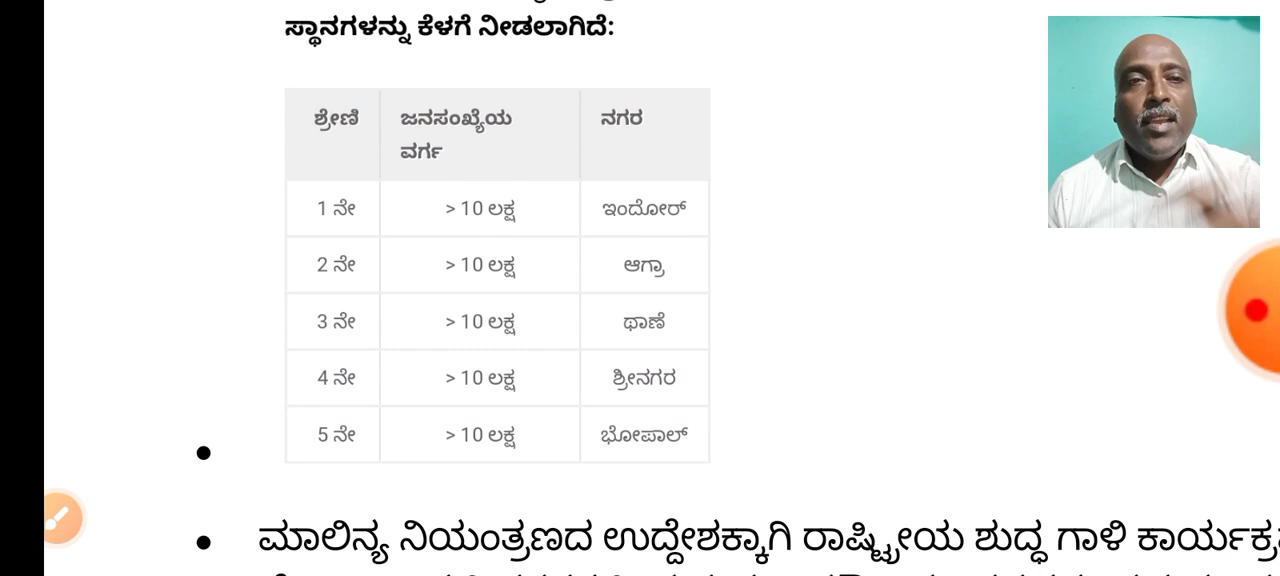 ಸ್ಥಾನಗಳನ್ನು ಕೆಳಗೆ ನೀಡಲಾಗಿದೆ:
ಶ್ರೇಣಿ ಜನಸಂಖ್ಯೆಯ ವರ್ಗ ನಗರ
1 ನೇ > 10 ಲಕ್ಷ ಇಂದೋರ್
2 ನೇ > 10 ಲಕ್ಷ ಆಗ್ರಾ
3 ನೇ > 10 ಲಕ್ಷ ಥಾಣೆ
4 ನೇ > 10 ಲಕ್ಷ ಶ್ರೀನಗರ
5 ನೇ > 10 ಲಕ್ಷ ಭೋಪಾಲ್
ಮಾಲಿನ್ಯ ನಿಯಂತ್ರಣದ ಉದ್ದೇಶಕ್ಕಾಗಿ ರಾಷ್ಟ್ರೀಯ ಶುದ್ಧ ಗಾಳಿ